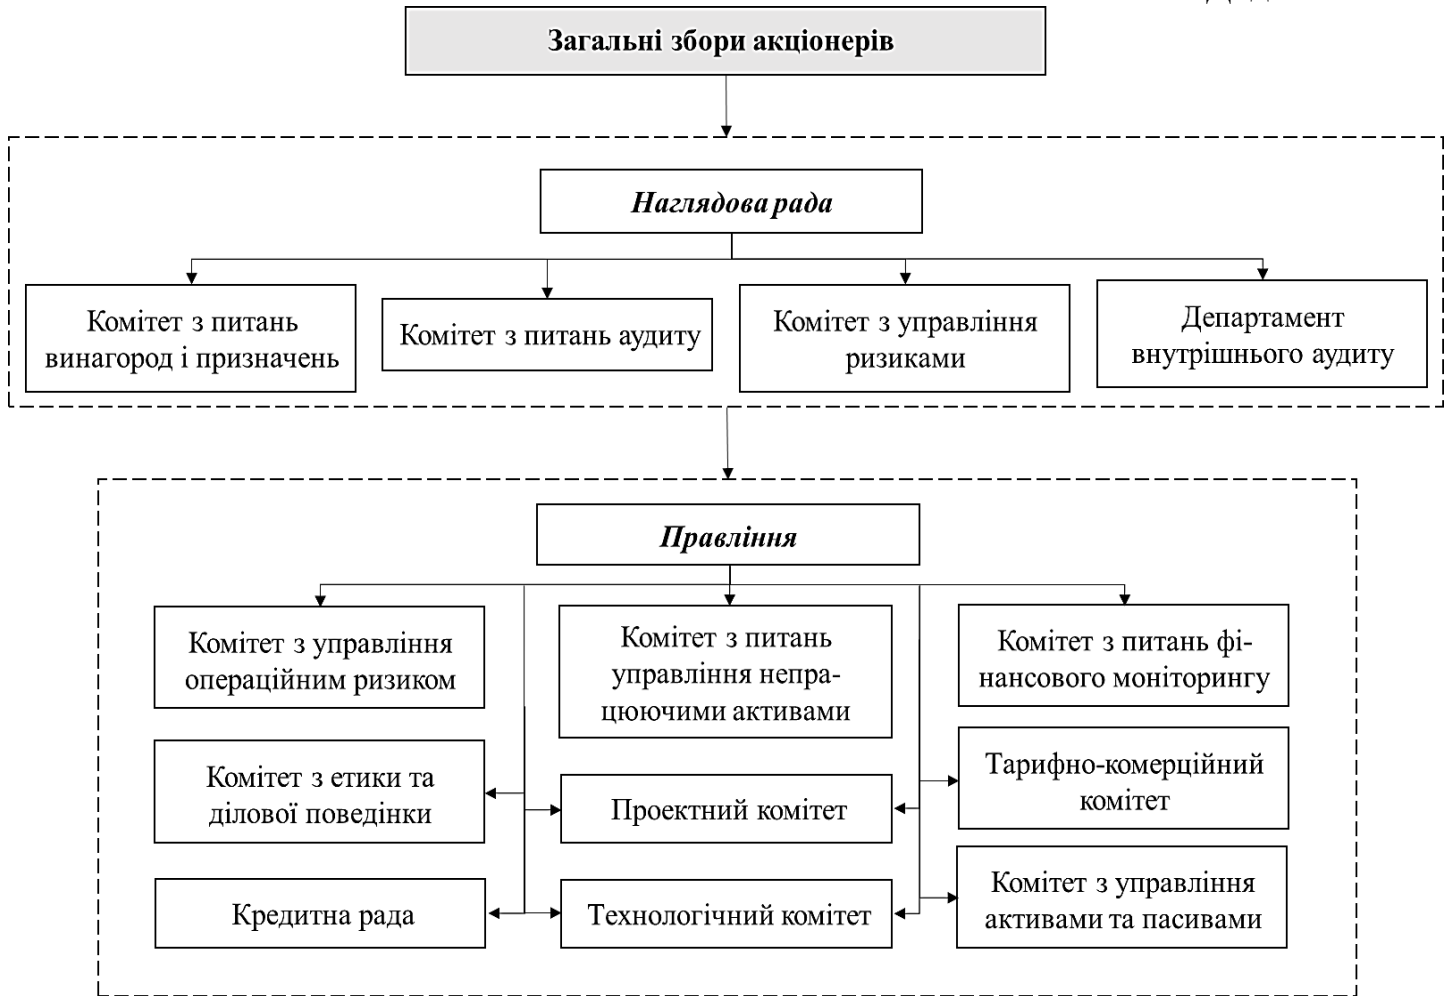 Загальні збори акціонерів
Наглядова рада
Комітет з питань
винагород і призначень
Комітет з питань аудиту
Комітет з управління
ризиками
Департамент
внутрішнього аудиту
Правління
Комітет з управління
операційним ризиком
Комітет з питань
управління непра-
цюючими активами
Комітет з питань фі-
нансового моніторингу
Комітет з етики та
ділової поведінки
Проектний комітет
Тарифно-комерційний
комітет
Кредитна рада
Технологічний комітет
Комітет з управління
активами та пасивами